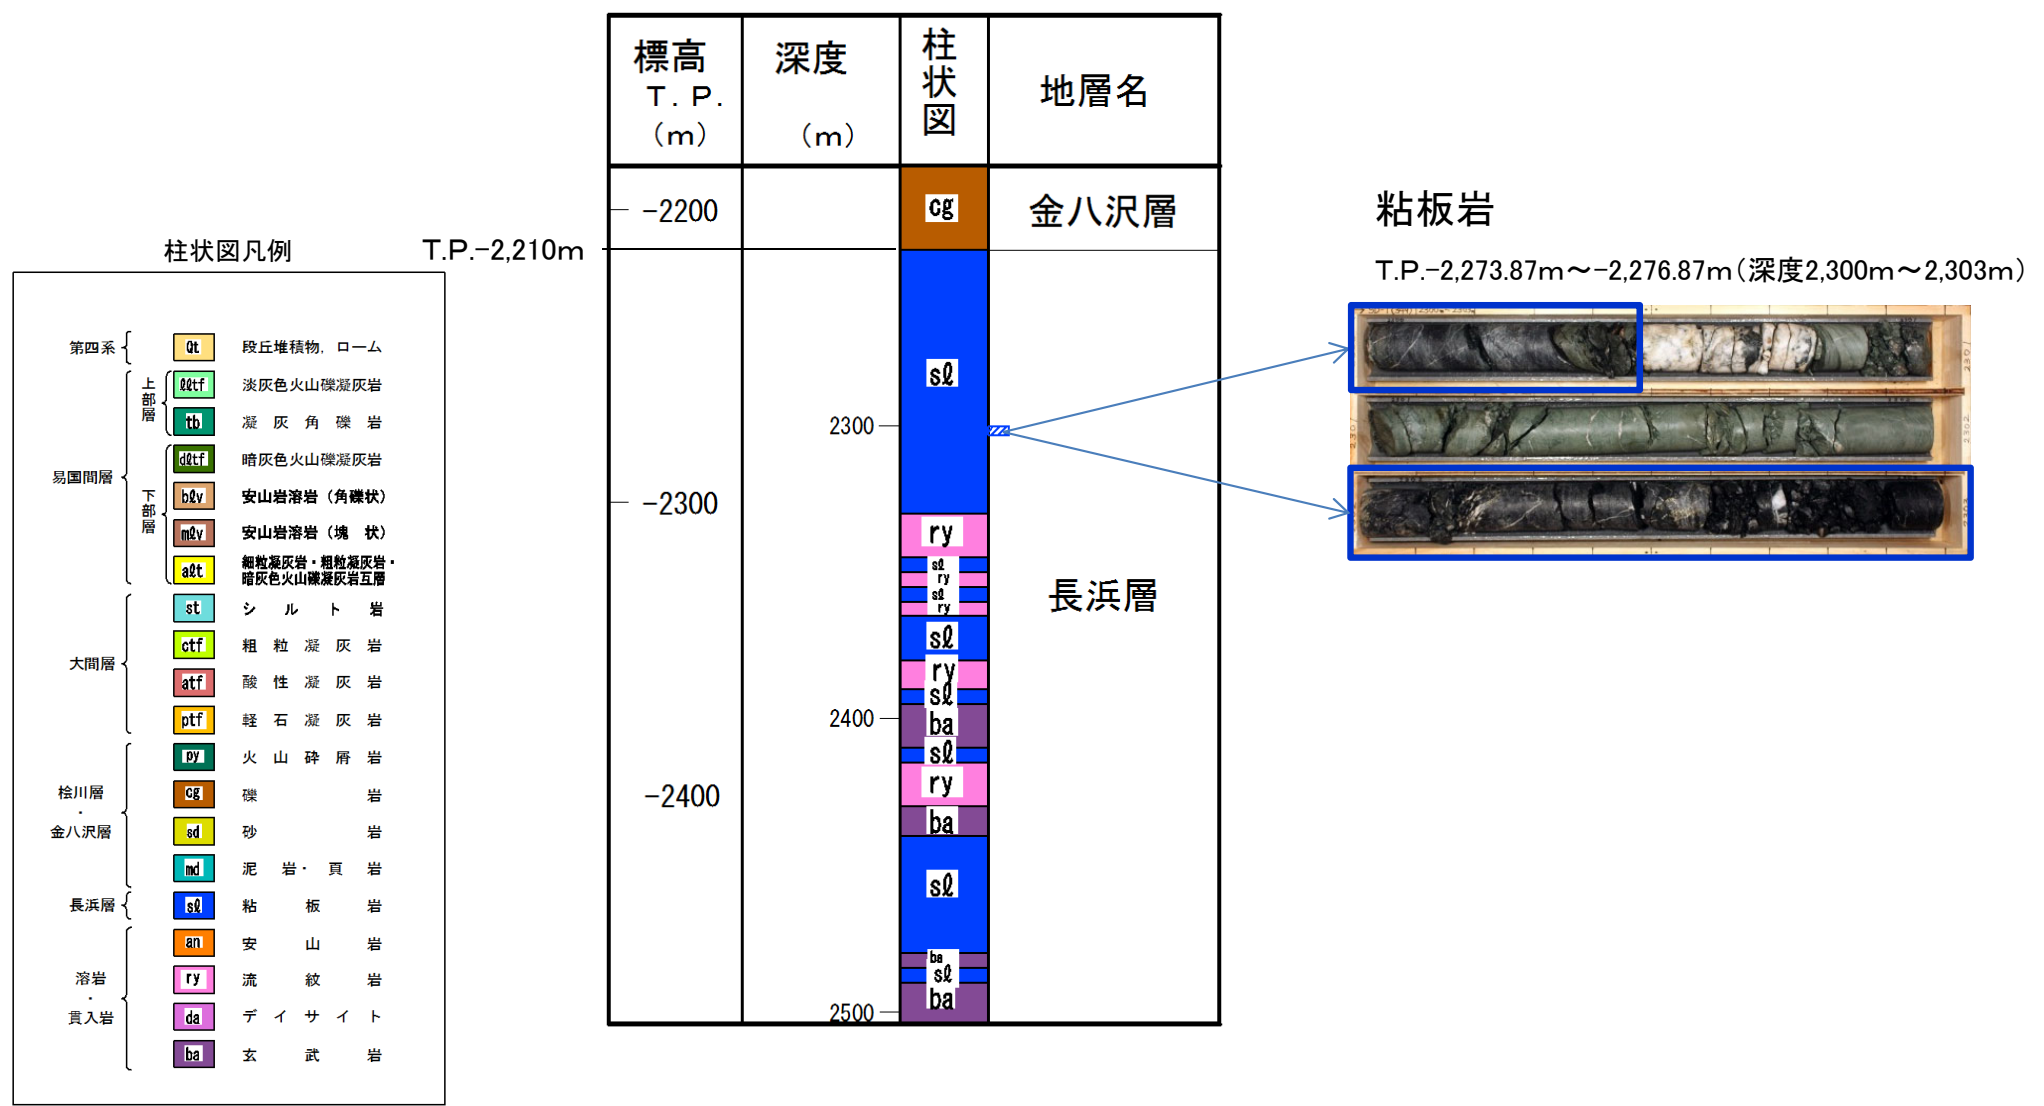 標高
T.P.
(m)
深度
(m)
柱状図
地層名
-2200
cg
金八沢層
T.P.-2,210m
sℓ
2300
-2300
ry
sℓ
ry
sℓ
ry
sℓ
長浜層
ry
sℓ
2400
ba
sℓ
ry
-2400
ba
sℓ
ba
sℓ
ba
2500
粘板岩
T.P.-2,273.87m～-2,276.87m(深度2,300m～2,303m)
2301
2302
2303
柱状図凡例
第四系
Qt 段丘堆積物,ローム
易国間層
上部層
ℓℓtf 淡灰色火山礫凝灰岩
tb 凝灰角礫岩
下部層
dℓtf 暗灰色火山礫凝灰岩
bℓv 安山岩溶岩(角礫状)
mℓv 安山岩溶岩(塊 状)
aℓt 細粒凝灰岩・粗粒凝灰岩・
暗灰色火山礫凝灰岩互層
大間層
st シルト岩
ctf 粗粒凝灰岩
atf 酸性凝灰岩
ptf 軽石凝灰岩
桧川層
・
金八沢層
py 火山砕屑岩
cg 礫岩
sd 砂岩
md 泥岩・頁岩
長浜層
sℓ 粘板岩
溶岩
・
貫入岩
an 安山岩
ry 流紋岩
da デイサイト
ba 玄武岩